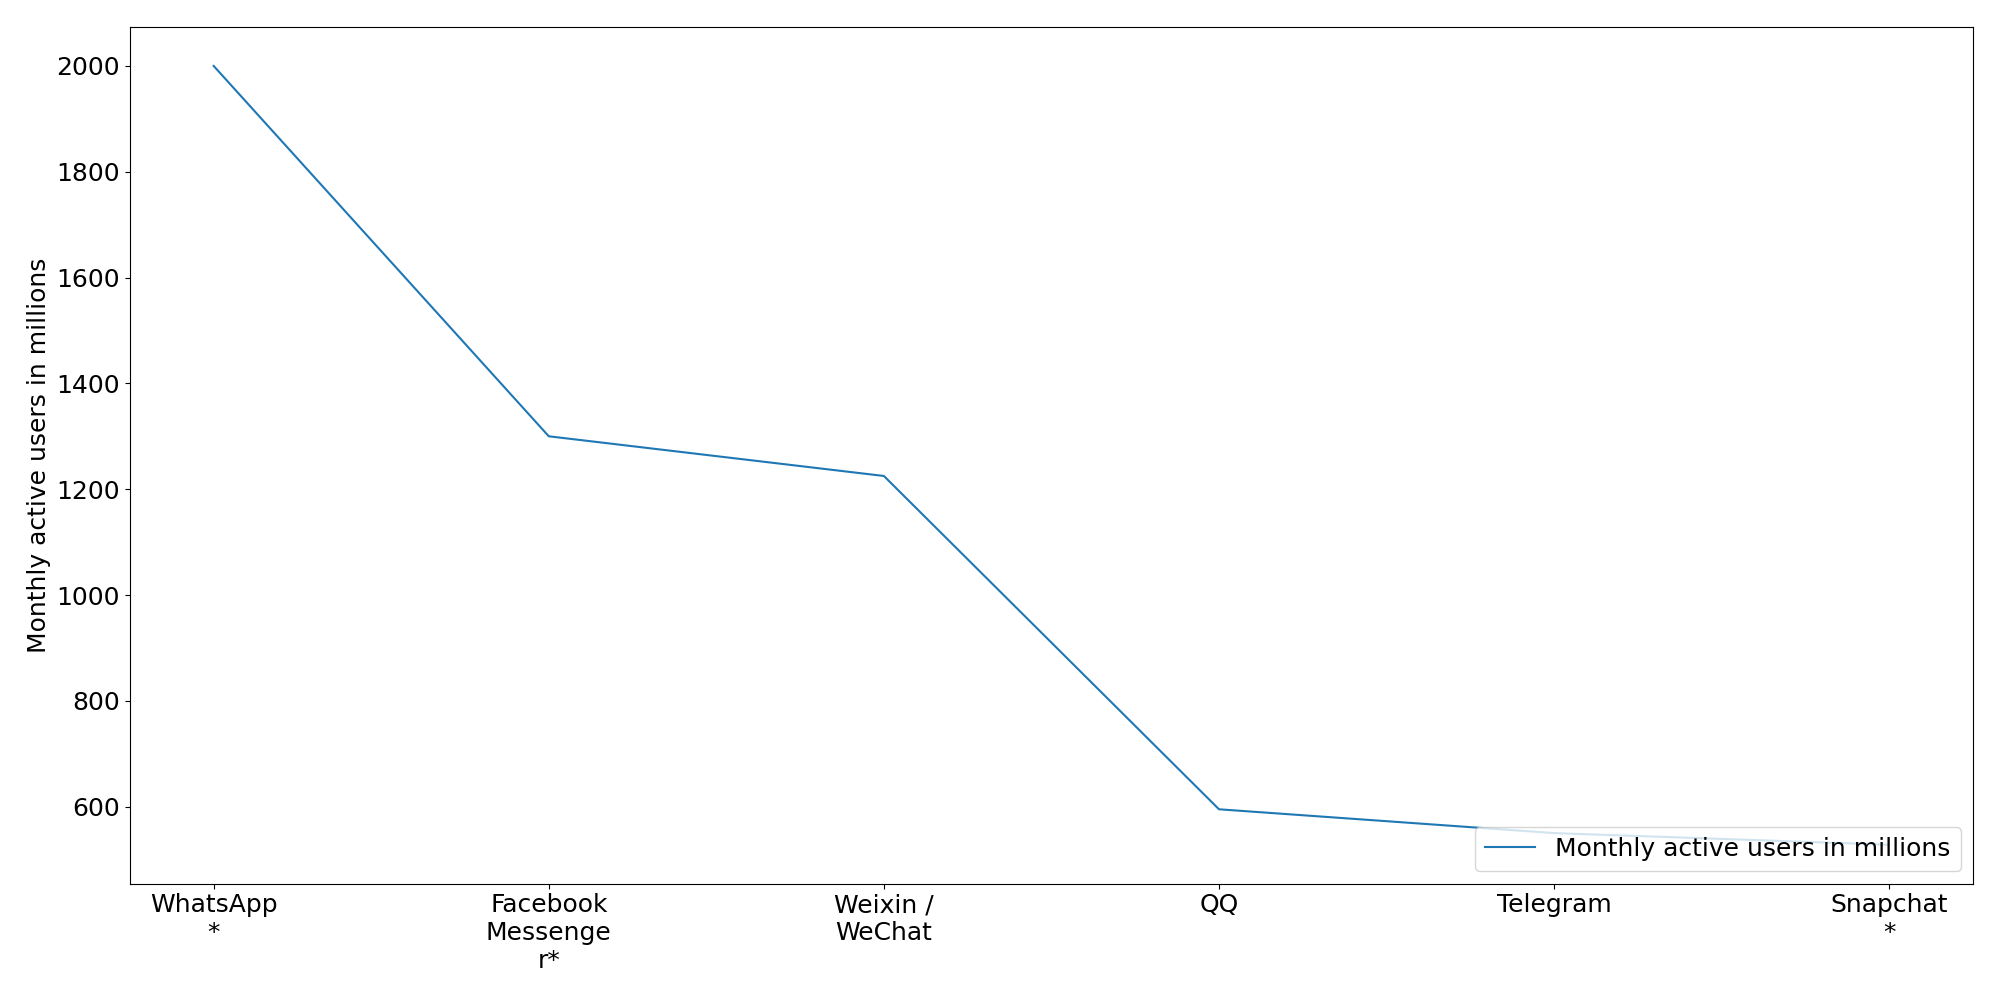 Monthly active users in millions
2000
1800
1600
1400
1200
1000
800
600
Monthly active users in millions
WhatsApp
*
Facebook
Messenge
r*
Weixin /
WeChat
QQ
Telegram
Snapchat
*